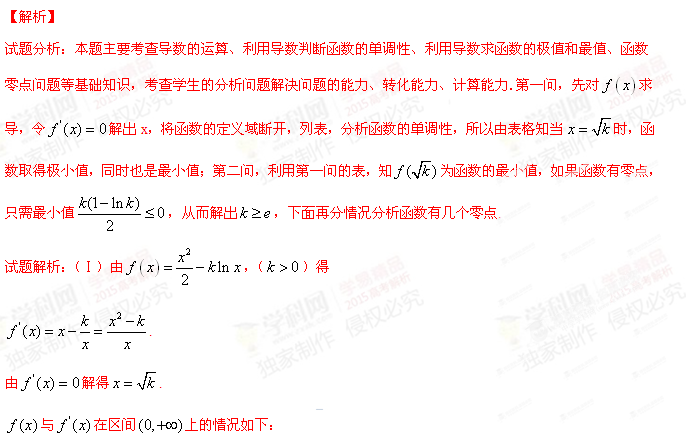 【解析】
试题分析：本题主要考查导数的运算、利用导数判断函数的单调性、利用导数求函数的极值和最值、函数
零点问题等基础知识，考查学生的分析问题解决问题的能力、转化能力、计算能力.第一问，先对 f(x) 求
导，令 f'(x)=0 解出 x，将函数的定义域断开，列表，分析函数的单调性，所以由表格知当 x=√k 时，函
数取得极小值，同时也是最小值；第二问，利用第一问的表，知 f(√k) 为函数的最小值，如果函数有零点，
只需最小值 k(1−ln k)/2 ≤0，从而解出 k≥e，下面再分情况分析函数有几个零点.
试题解析：（Ⅰ）由 f(x)=x²/2−k ln x，（k>0）得
f'(x)=x−k/x=(x²−k)/x.
由 f'(x)=0 解得 x=√k.
f(x) 与 f'(x) 在区间 (0,+∞) 上的情况如下：